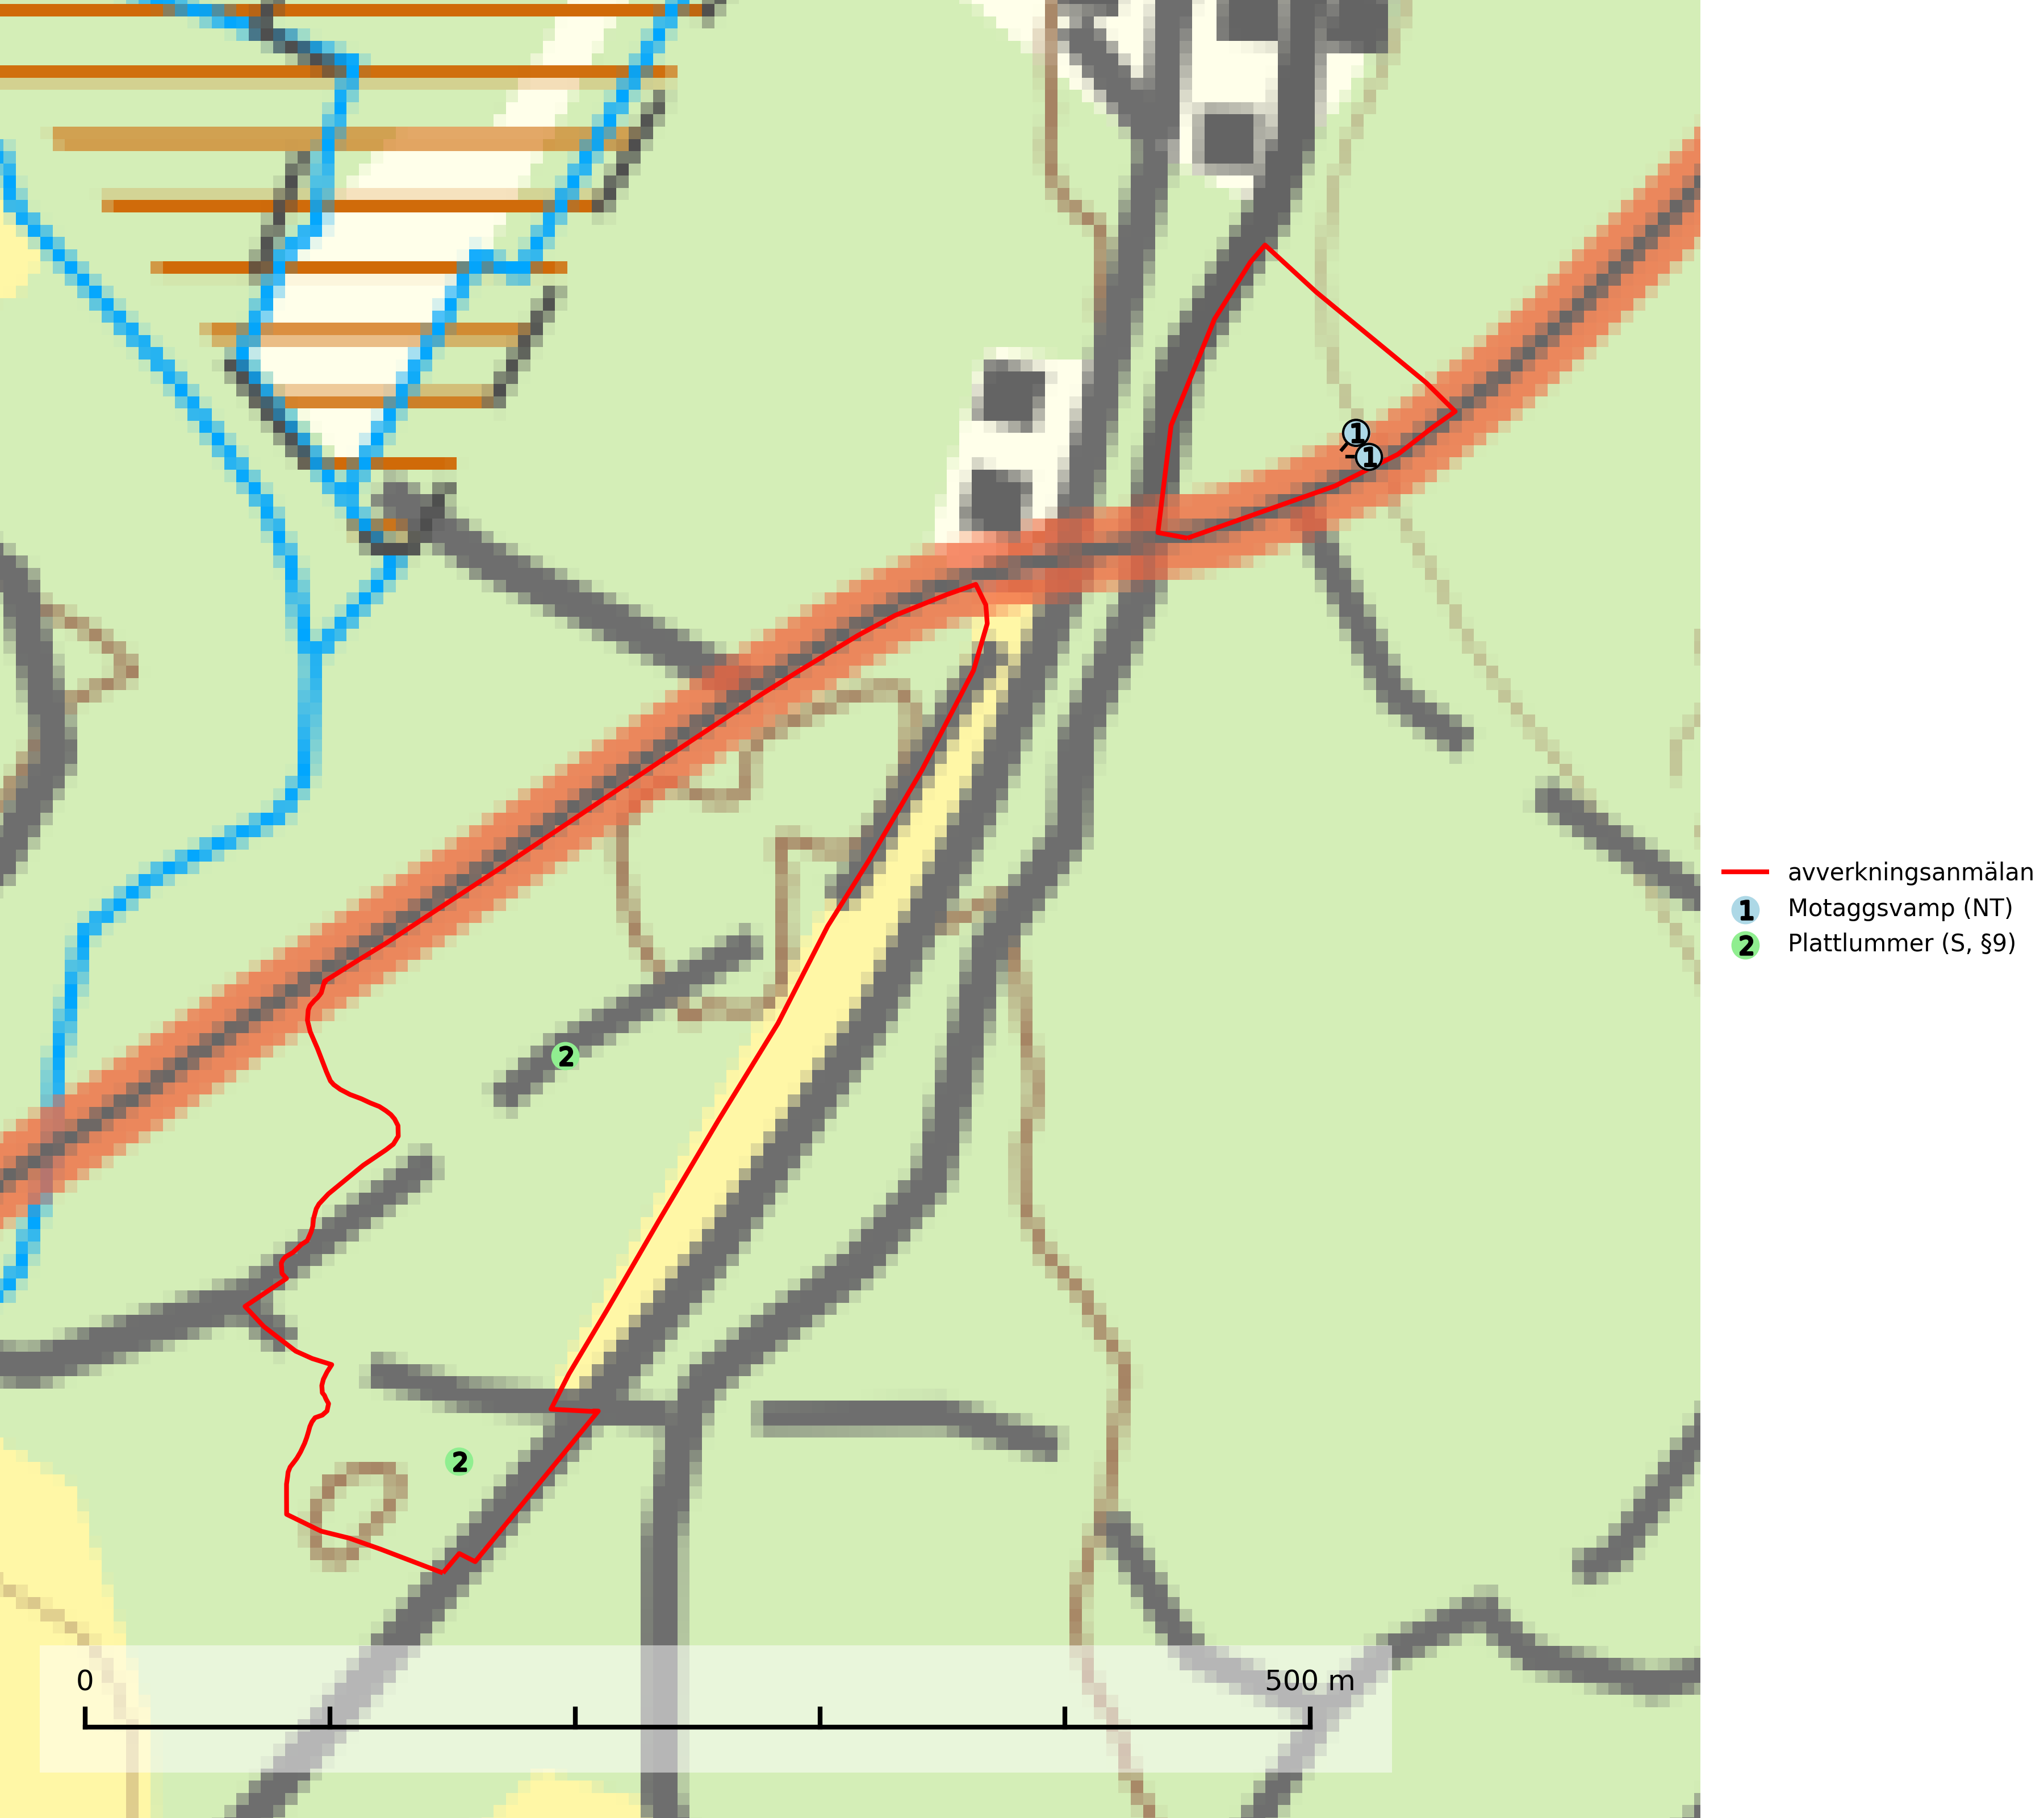 1
1
2
2
avverkningsanmälan
1 Motaggsvamp (NT)
2 Plattlummer (S, §9)
0 500 m